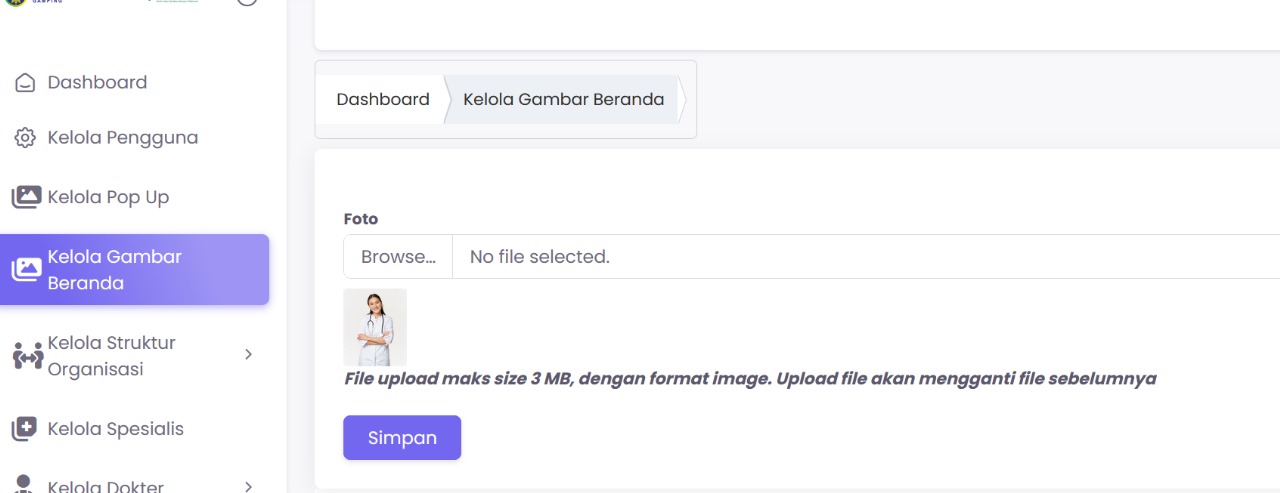 GAMPING
Dashboard
Kelola Pengguna
Kelola Pop Up
Kelola Gambar
Beranda
Kelola Struktur
Organisasi
Kelola Spesialis
Kelola Dokter
Dashboard
Kelola Gambar Beranda
Foto
Browse...
No file selected.
File upload maks size 3 MB, dengan format image. Upload file akan mengganti file sebelumnya
Simpan